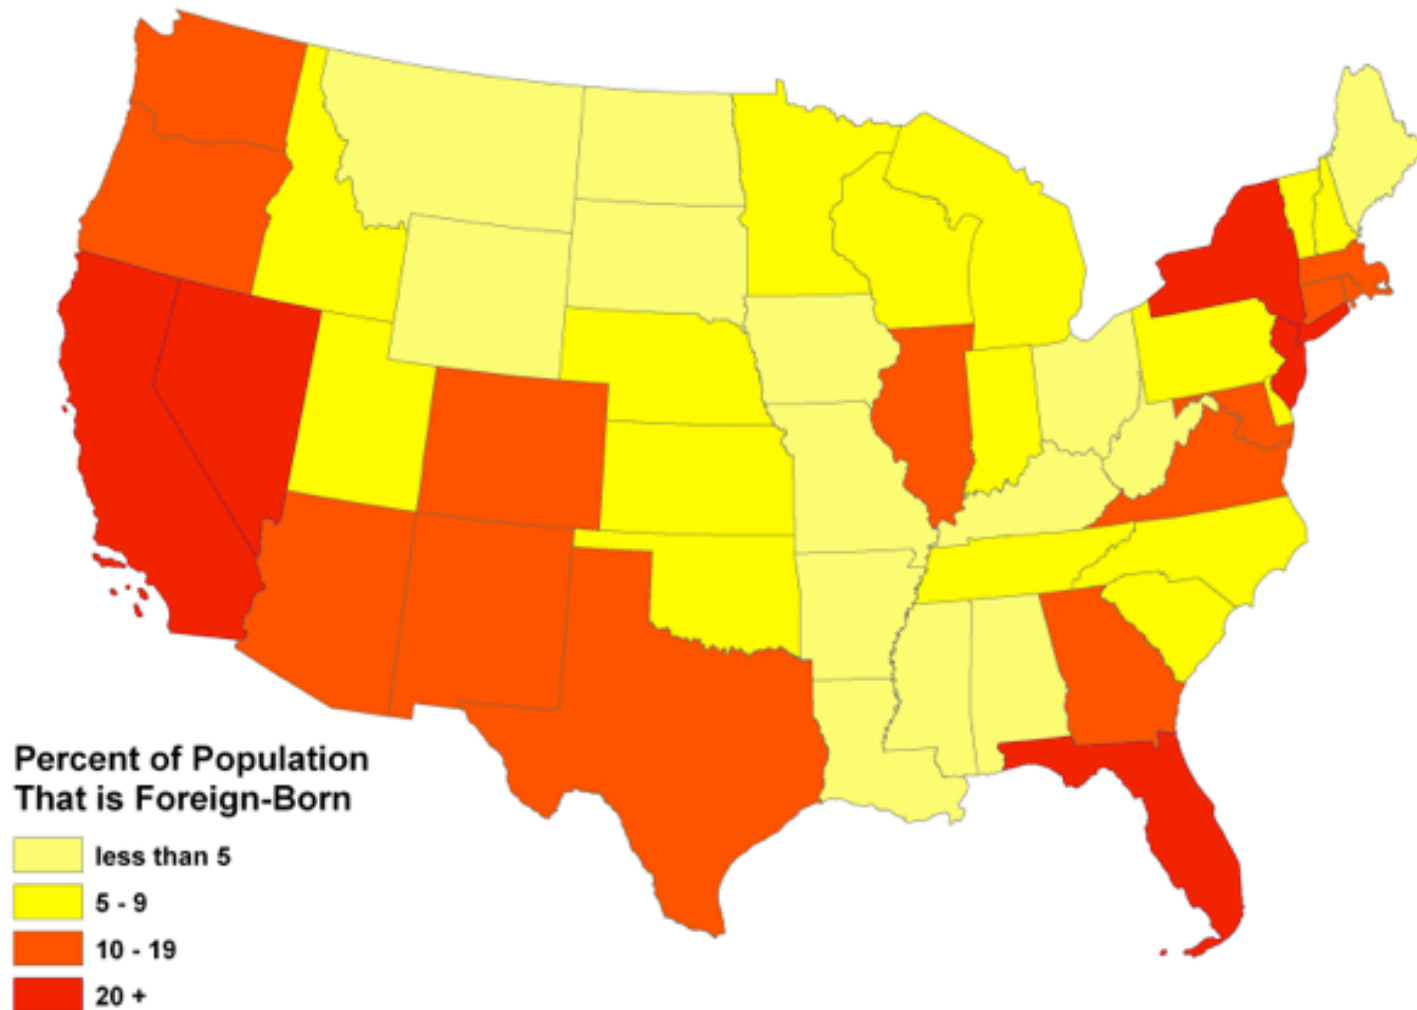 Percent of Population
That is Foreign-Born
less than 5
5 - 9
10 - 19
20 +